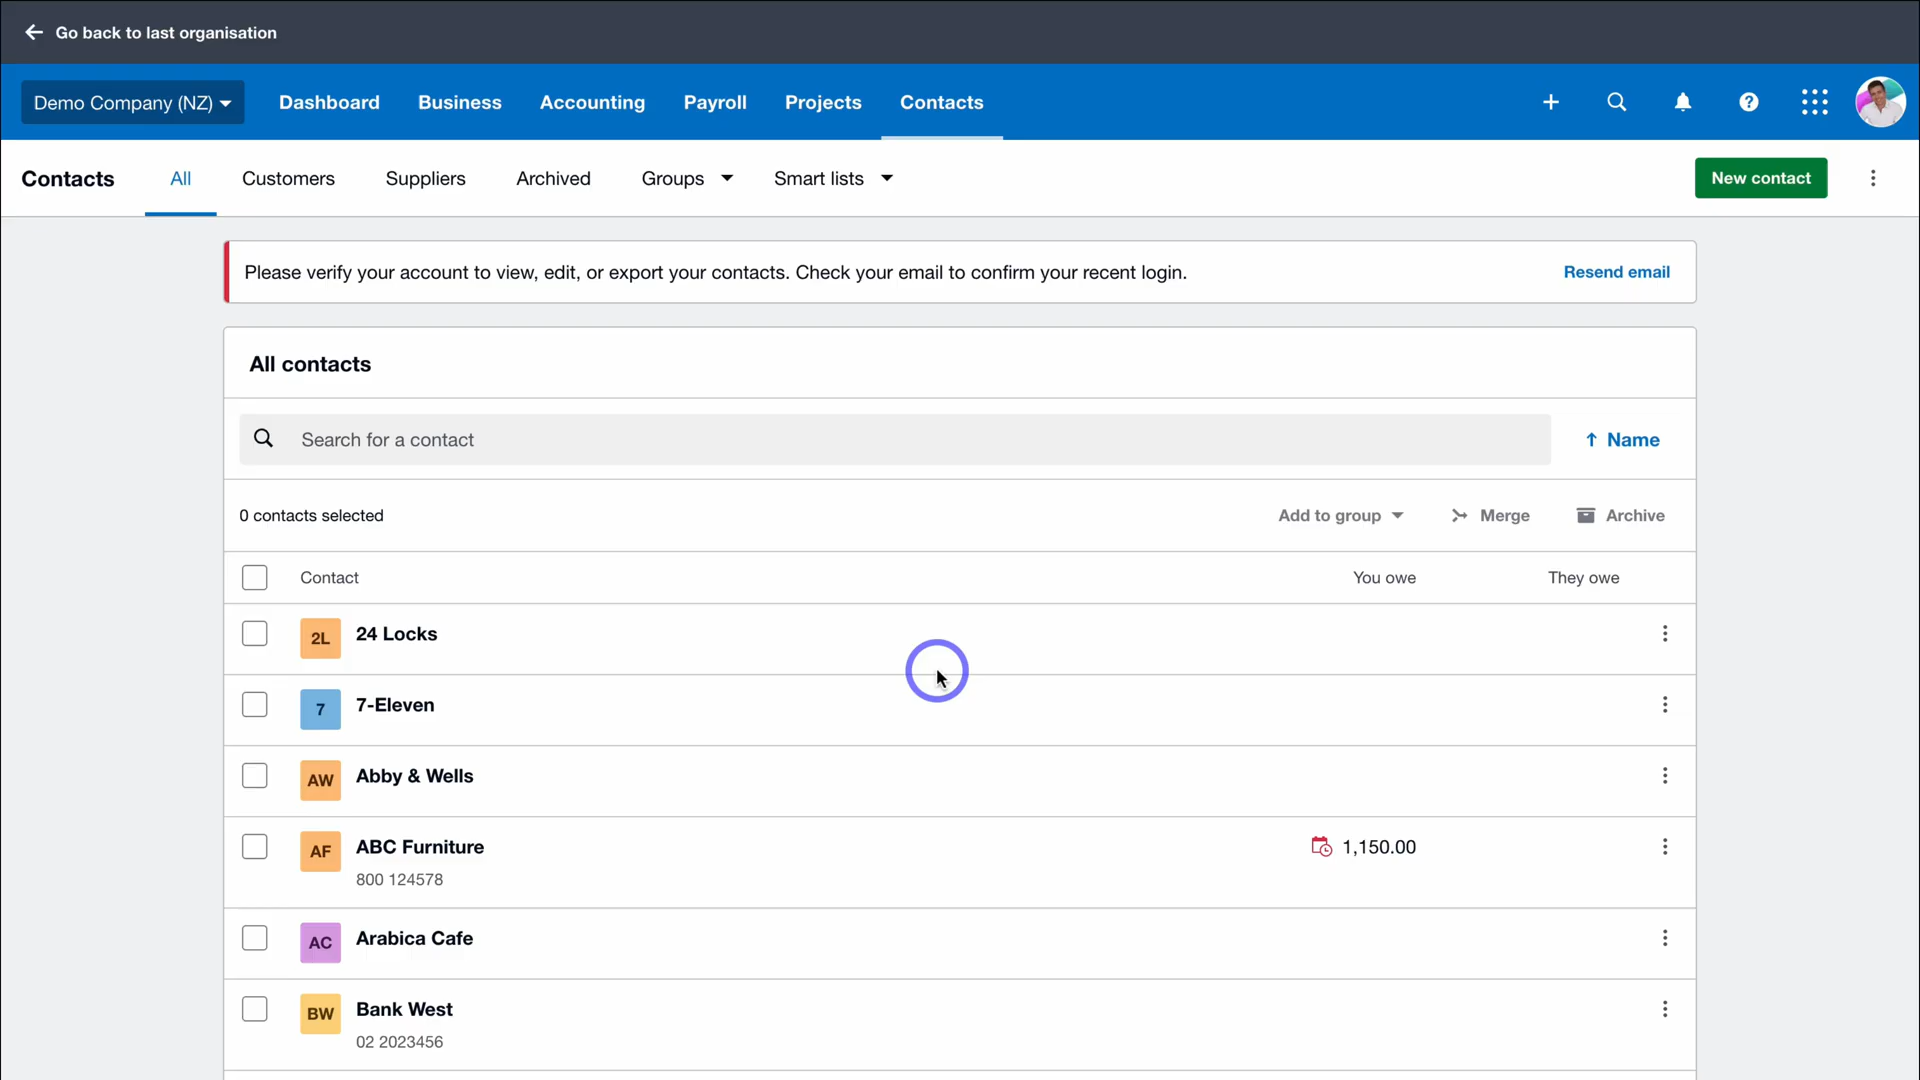 Go back to last organisation
Demo Company (NZ) Dashboard Business Accounting Payroll Projects Contacts
Contacts All Customers Suppliers Archived Groups Smart lists New contact
Please verify your account to view, edit, or export your contacts. Check your email to confirm your recent login. Resend email
All contacts
Search for a contact Name
0 contacts selected Add to group Merge Archive
Contact You owe They owe
2L 24 Locks
7 7-Eleven
AW Abby & Wells
AF ABC Furniture 1,150.00
800 124578
AC Arabica Cafe
BW Bank West
02 2023456